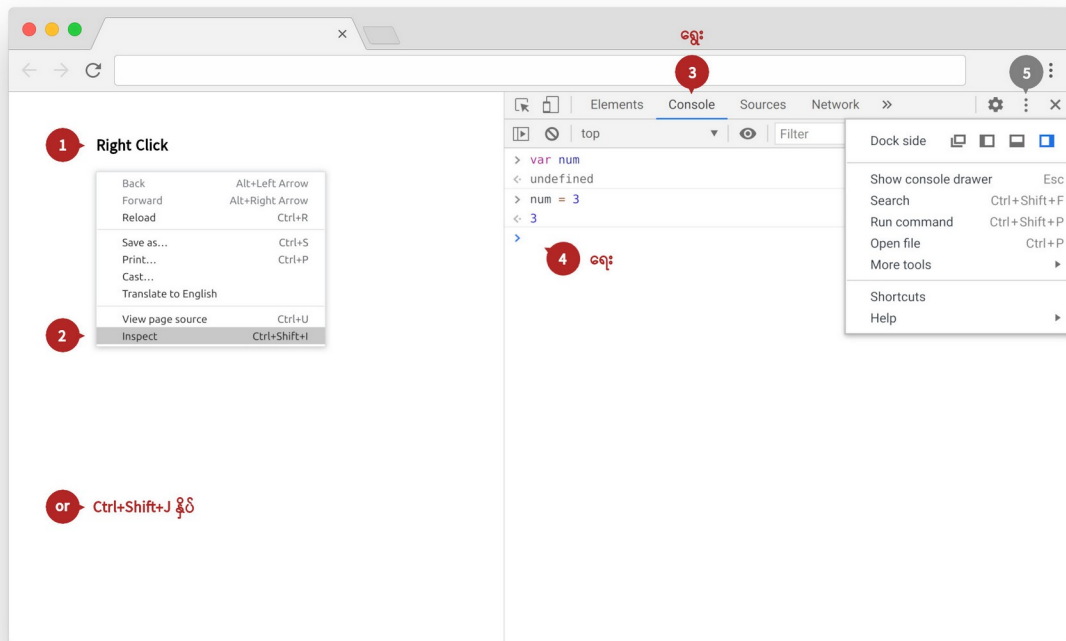 ရွေး
3
5
Elements Console Sources Network »
top Filter
1 Right Click
Back Alt+Left Arrow
Forward Alt+Right Arrow
Reload Ctrl+R
Save as... Ctrl+S
Print... Ctrl+P
Cast...
Translate to English
View page source Ctrl+U
2 Inspect Ctrl+Shift+I
or Ctrl+Shift+J နှိပ်
> var num
undefined
> num = 3
3
>
4 ရေး
Dock side
Show console drawer Esc
Search Ctrl+Shift+F
Run command Ctrl+Shift+P
Open file Ctrl+P
More tools
Shortcuts
Help